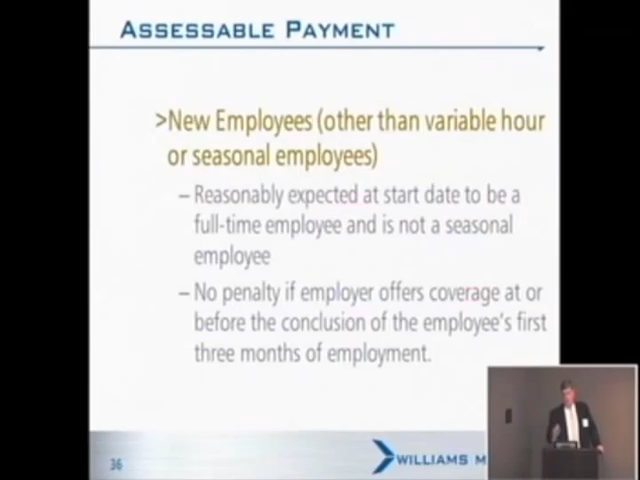 ASSESSABLE PAYMENT
>New Employees (other than variable hour
or seasonal employees)
– Reasonably expected at start date to be a
full-time employee and is not a seasonal
employee
– No penalty if employer offers coverage at or
before the conclusion of the employee's first
three months of employment.
36
WILLIAMS M